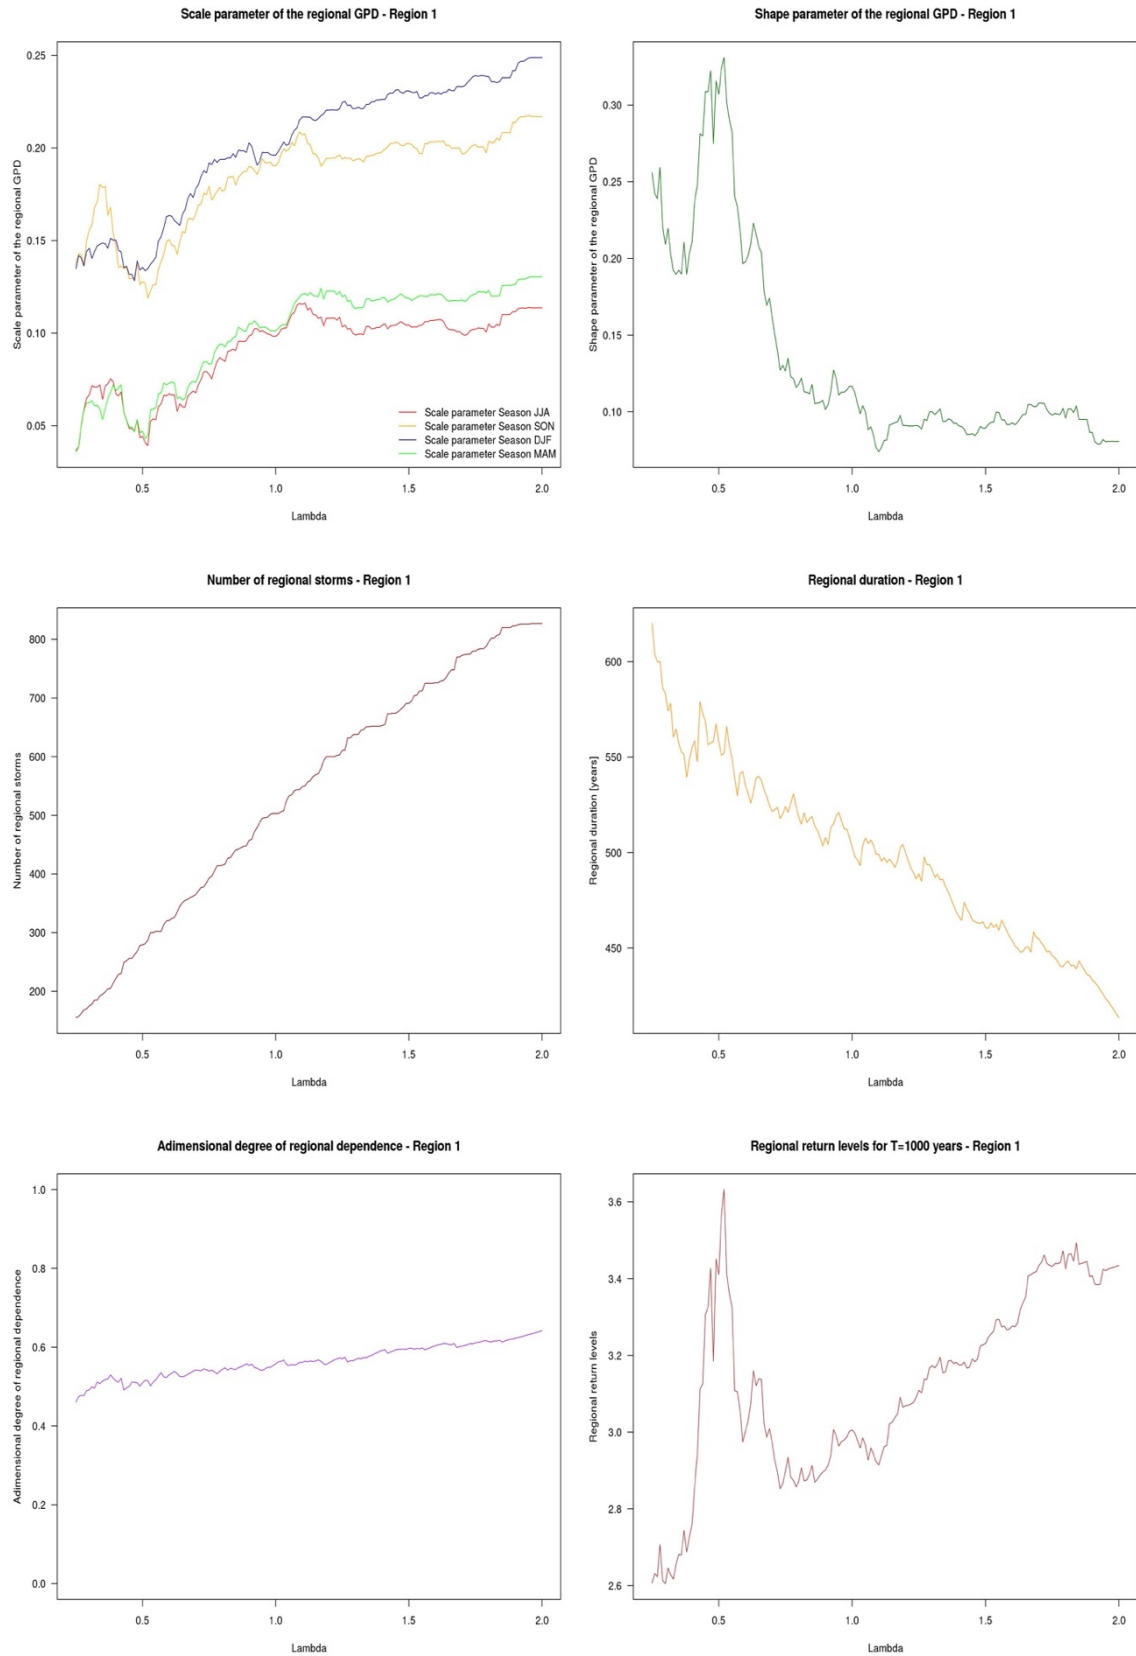 Scale parameter of the regional GPD - Region 1
Scale parameter of the regional GPD
0.25
0.20
0.15
0.10
0.05
Scale parameter Season JJA
Scale parameter Season SON
Scale parameter Season DJF
Scale parameter Season MAM
0.5 1.0 1.5 2.0
Lambda
Shape parameter of the regional GPD - Region 1
Shape parameter of the regional GPD
0.30
0.25
0.20
0.15
0.10
0.5 1.0 1.5 2.0
Lambda
Number of regional storms - Region 1
Number of regional storms
800
700
600
500
400
300
200
0.5 1.0 1.5 2.0
Lambda
Regional duration - Region 1
Regional duration [years]
600
550
500
450
0.5 1.0 1.5 2.0
Lambda
Adimensional degree of regional dependence - Region 1
Adimensional degree of regional dependence
1.0
0.8
0.6
0.4
0.2
0.0
0.5 1.0 1.5 2.0
Lambda
Regional return levels for T=1000 years - Region 1
Regional return levels
3.6
3.4
3.2
3.0
2.8
2.6
0.5 1.0 1.5 2.0
Lambda